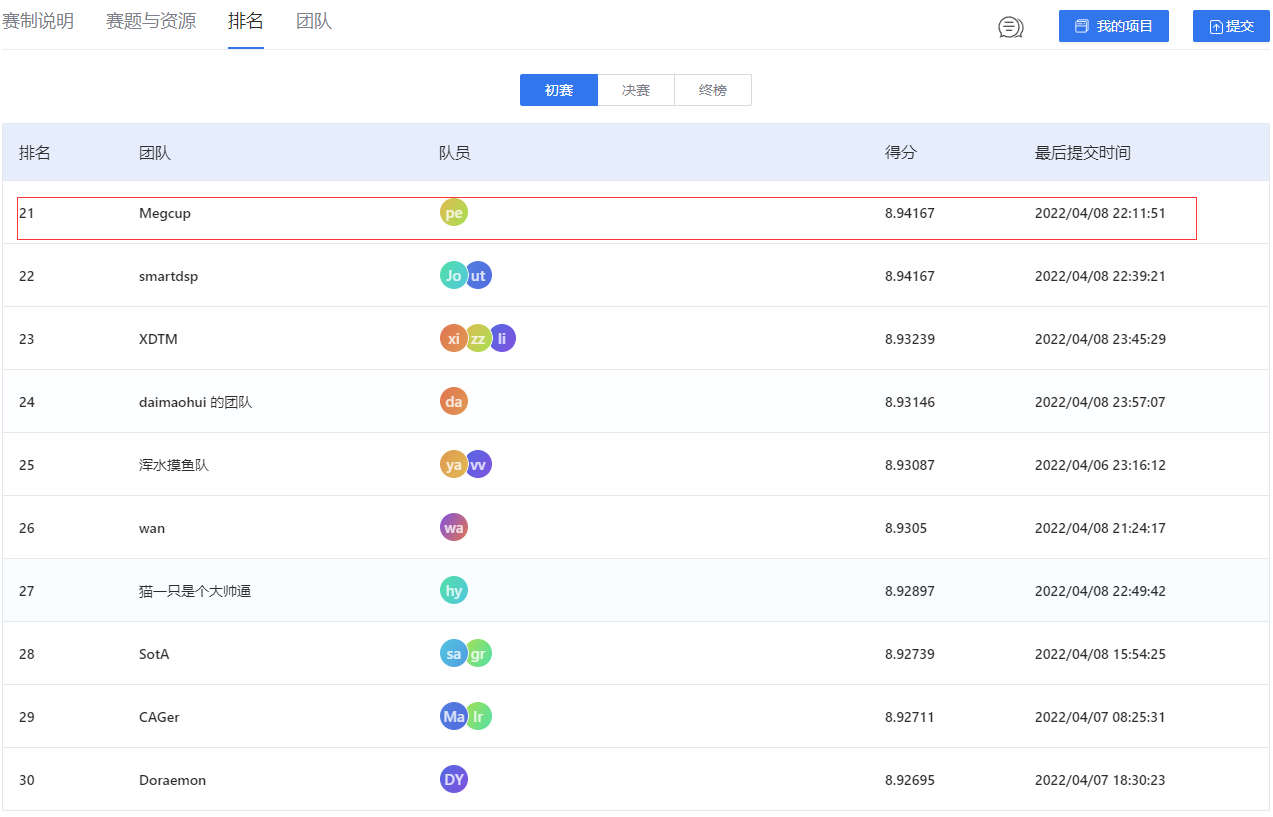 赛制说明 赛题与资源 排名 团队 我的项目 提交
初赛 决赛 终榜
排名 团队 队员 得分 最后提交时间
21 Megcup pe 8.94167 2022/04/08 22:11:51
22 smartdsp Jo ut 8.94167 2022/04/08 22:39:21
23 XDTM xi zz li 8.93239 2022/04/08 23:45:29
24 daimaohui 的团队 da 8.93146 2022/04/08 23:57:07
25 浑水摸鱼队 ya vv 8.93087 2022/04/06 23:16:12
26 wan wa 8.9305 2022/04/08 21:24:17
27 猫一只是个大帅逼 hy 8.92897 2022/04/08 22:49:42
28 SotA sa gr 8.92739 2022/04/08 15:54:25
29 CAGer Ma lr 8.92711 2022/04/07 08:25:31
30 Doraemon DY 8.92695 2022/04/07 18:30:23